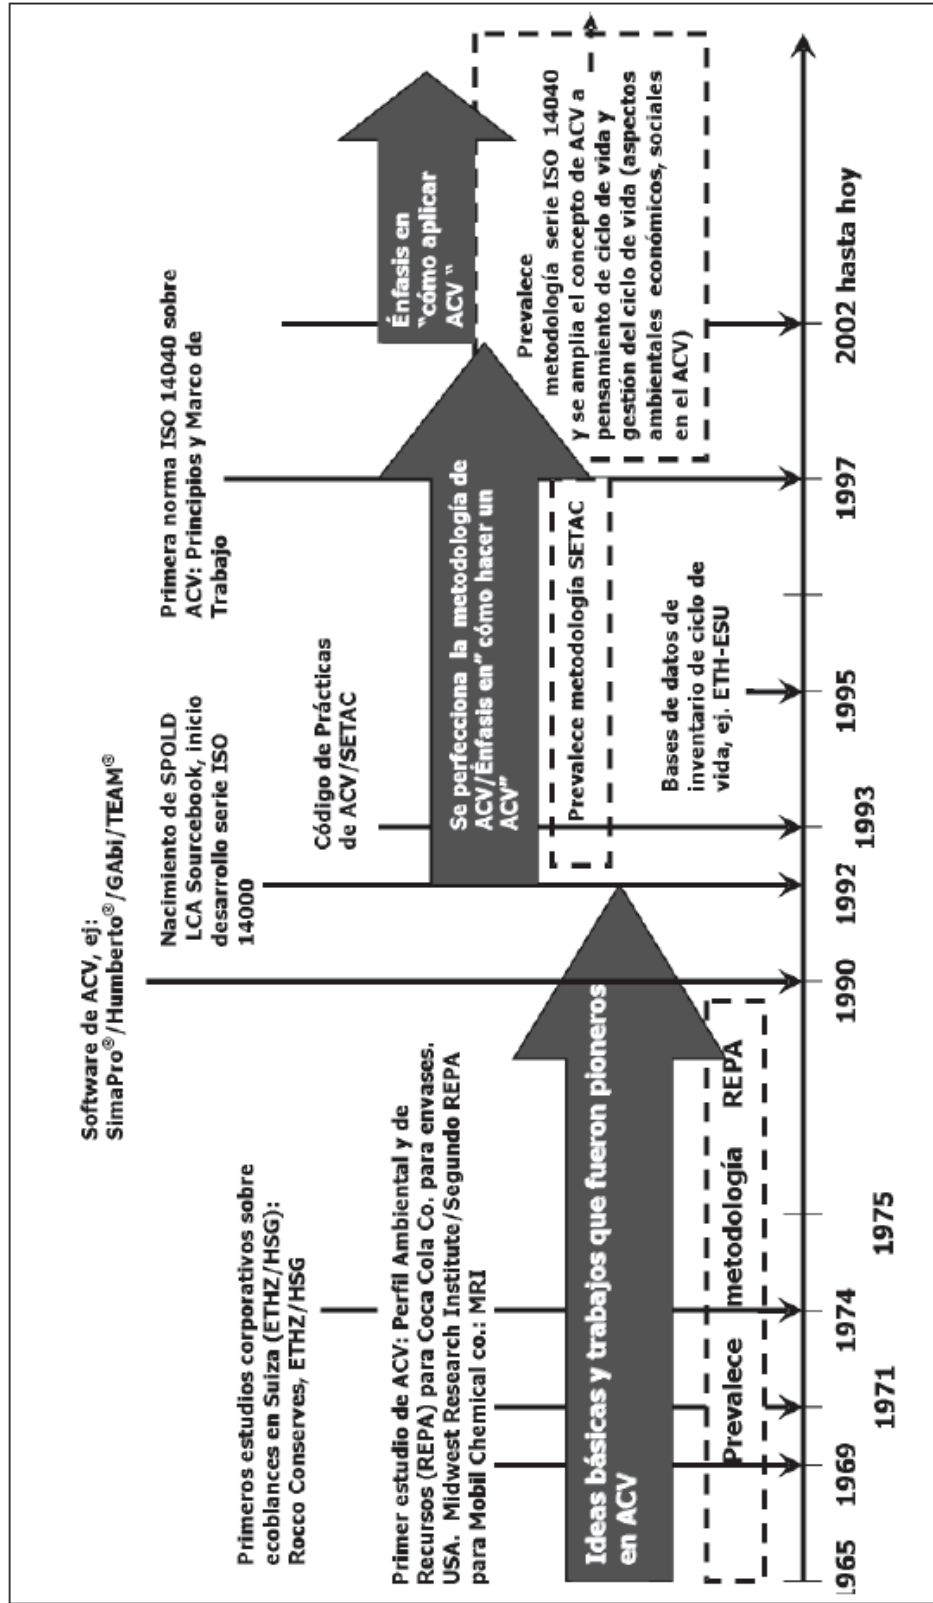 Software de ACV, ej:
SimaPro®/Humberto®/GAbi/TEAM®
Nacimiento de SPOLD
LCA Sourcebook, inicio
desarrollo serie ISO
14000
Primera norma ISO 14040 sobre
ACV: Principios y Marco de
Trabajo
Primeros estudios corporativos sobre
ecoblances en Suiza (ETHZ/HSG):
Rocco Conserves, ETHZ/HSG
Código de Prácticas
de ACV/SETAC
Primer estudio de ACV: Perfil Ambiental y de
Recursos (REPA) para Coca Cola Co. para envases.
USA. Midwest Research Institute/Segundo REPA
para Mobil Chemical co.: MRI
Énfasis en
"cómo aplicar
ACV "
Se perfecciona la metodología de
ACV/Énfasis en" cómo hacer un
ACV"
Ideas básicas y trabajos que fueron pioneros
en ACV
Prevalece metodología SETAC
Prevalece
metodología serie ISO 14040
y se amplia el concepto de ACV a
pensamiento de ciclo de vida y
gestión del ciclo de vida (aspectos
ambientales económicos, sociales
en el ACV)
Bases de datos de
inventario de ciclo de
vida, ej. ETH-ESU
Prevalece metodología REPA
1965 1969 1974 1990 1992 1995 1997 2002 hasta hoy
1971 1975 1993